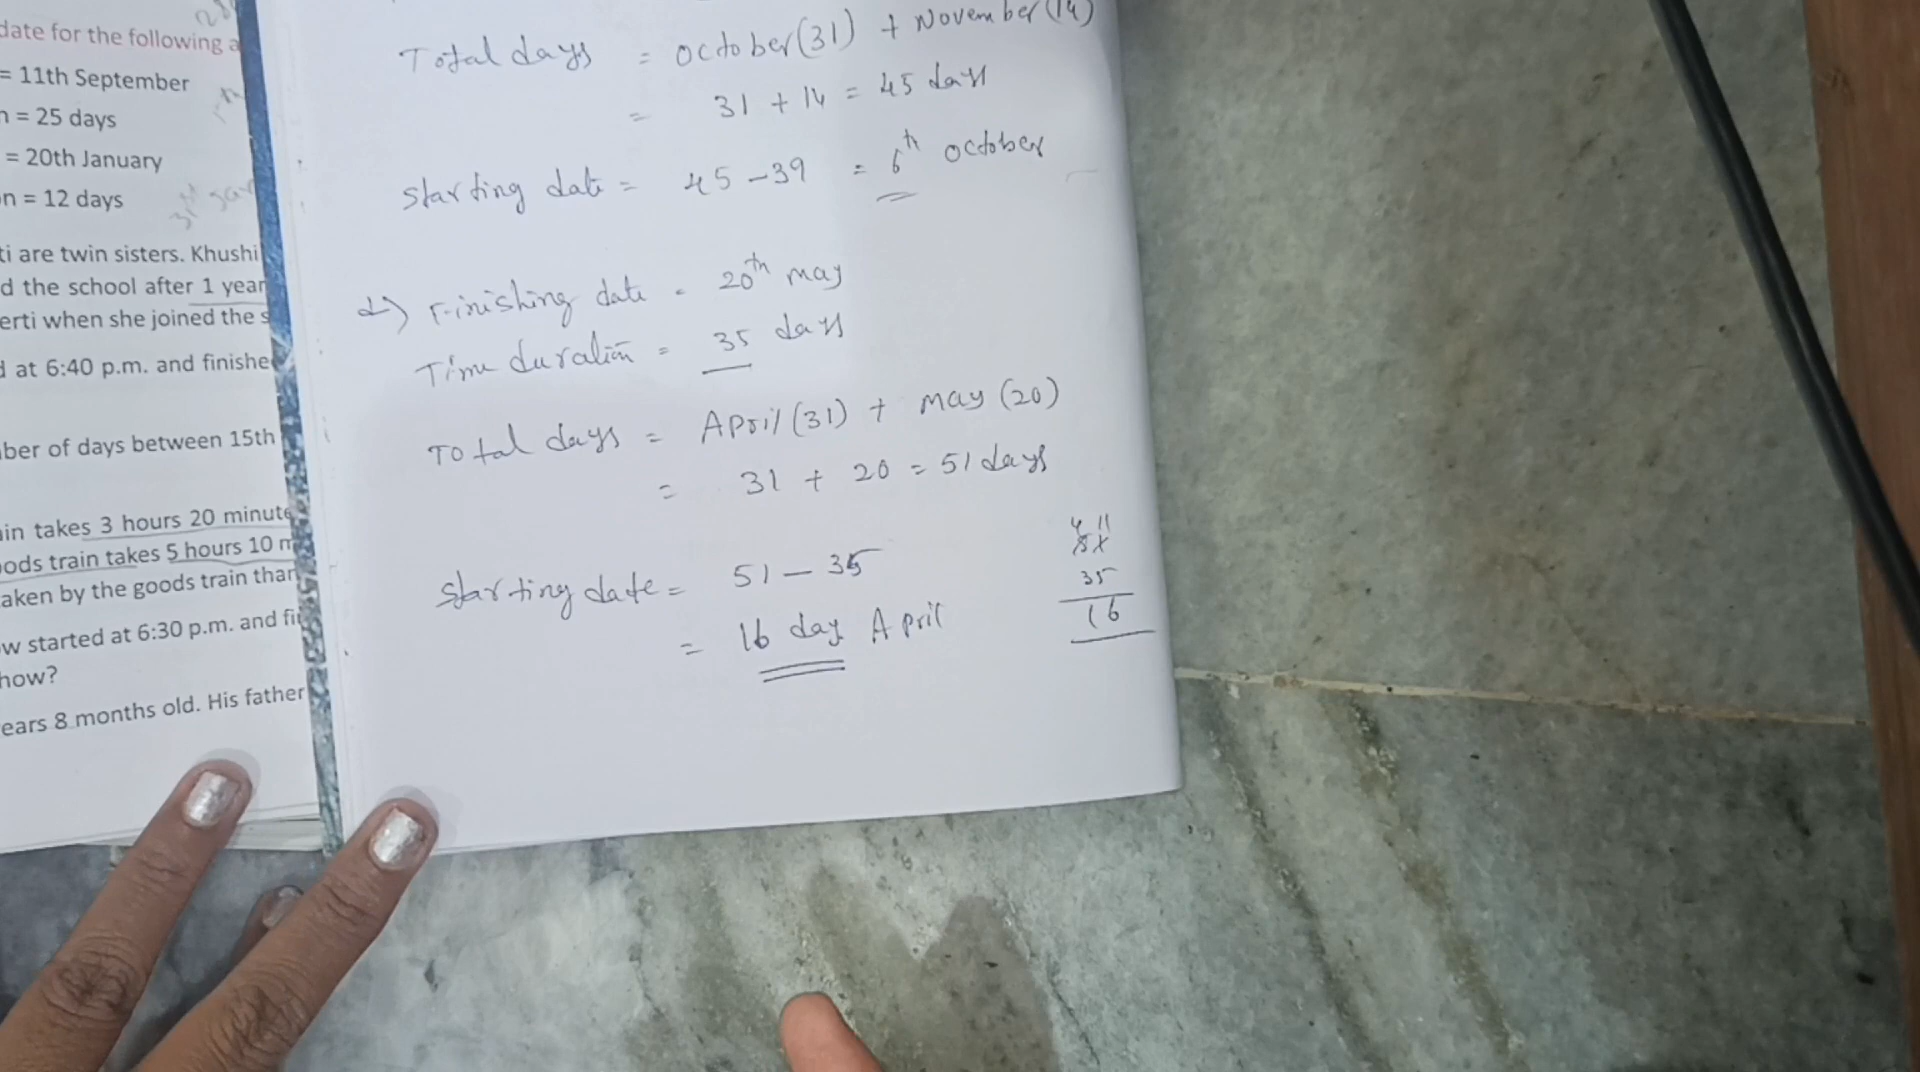 date for the following a
= 11th September
= 25 days
= 20th January
n = 12 days
ti are twin sisters. Khushi
d the school after 1 year
erti when she joined the s
d at 6:40 p.m. and finishe
ber of days between 15th
in takes 3 hours 20 minute
ods train takes 5 hours 10 m
aken by the goods train than
w started at 6:30 p.m. and fi
how?
ears 8 months old. His father
Total days = october(31) + November(14)
= 31 + 14 = 45 days
starting date = 45 - 39 = 6th october
d) Finishing date = 20th may
Time duration = 35 days
Total days = April (31) + may (20)
= 31 + 20 = 51 days
starting date = 51 - 35
= 16 day April
4 11
51
35
16